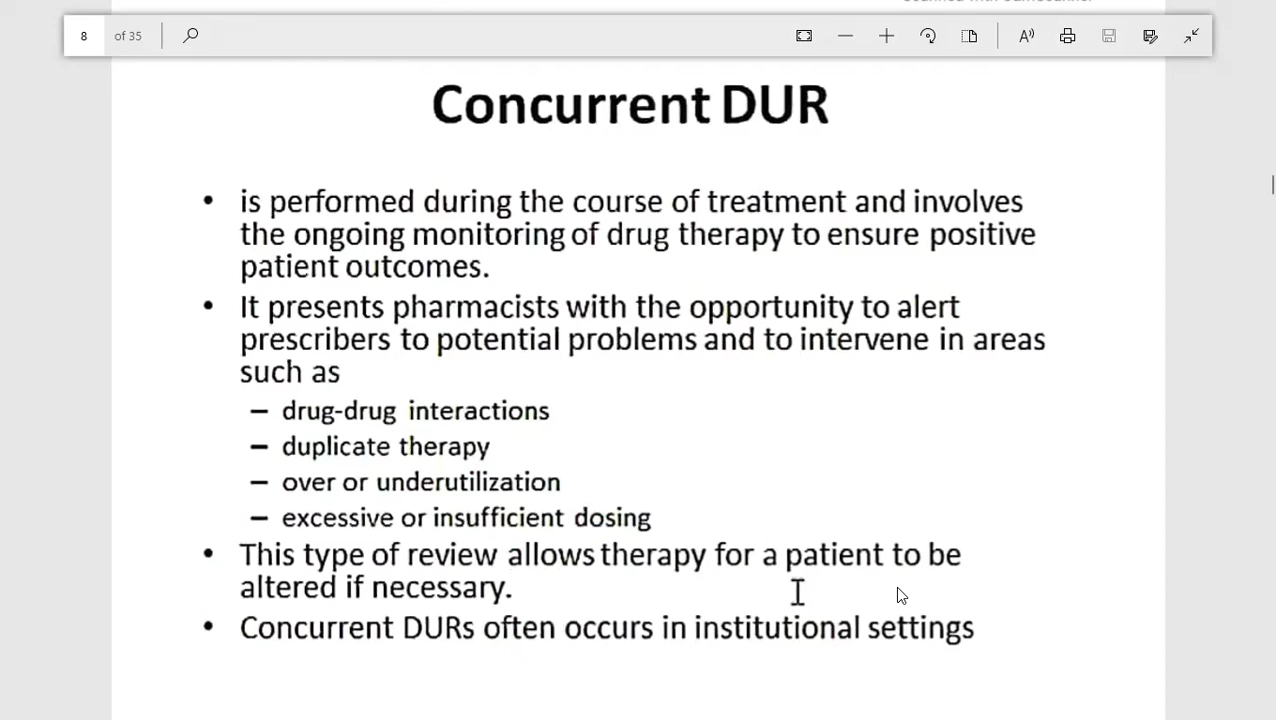 8 of 35
Concurrent DUR
• is performed during the course of treatment and involves
the ongoing monitoring of drug therapy to ensure positive
patient outcomes.
• It presents pharmacists with the opportunity to alert
prescribers to potential problems and to intervene in areas
such as
– drug-drug interactions
– duplicate therapy
– over or underutilization
– excessive or insufficient dosing
• This type of review allows therapy for a patient to be
altered if necessary.
• Concurrent DURs often occurs in institutional settings